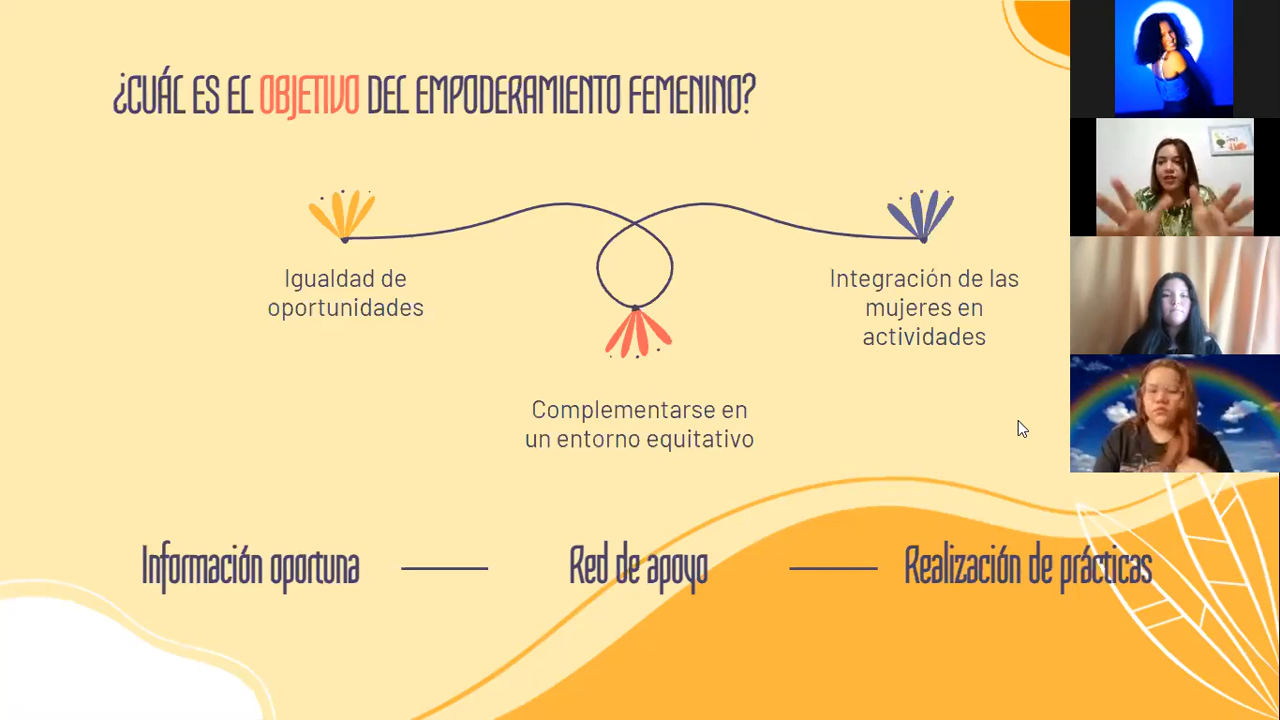 ¿CUÁL ES EL OBJETIVO DEL EMPODERAMIENTO FEMENINO?
Igualdad de
oportunidades
Integración de las
mujeres en
actividades
Complementarse en
un entorno equitativo
Información oportuna
Red de apoyo
Realización de prácticas